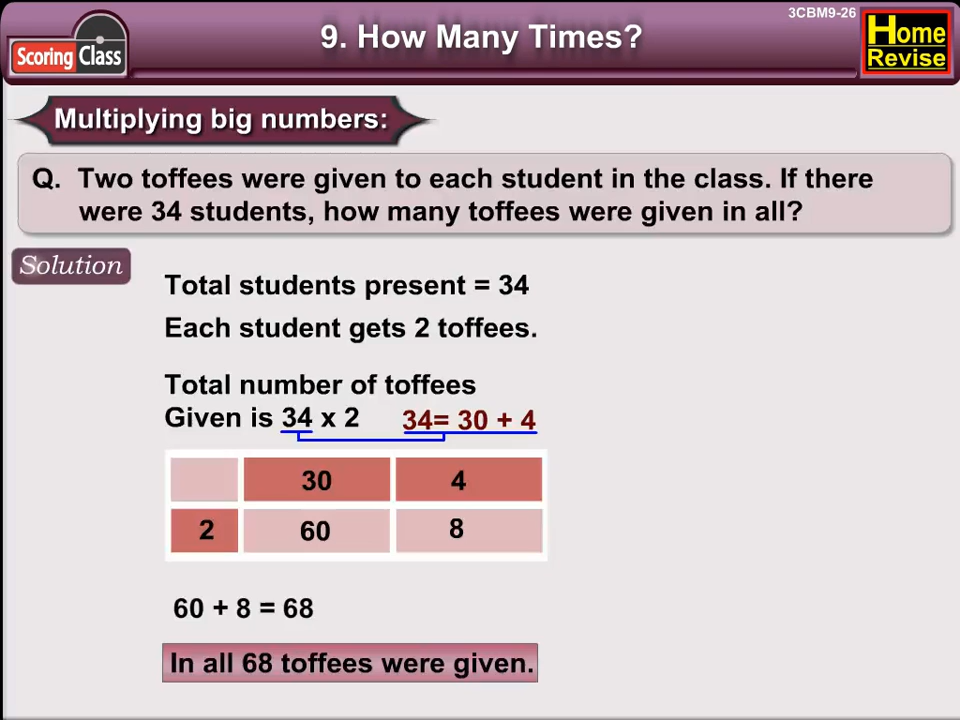 3CBM9-26
Scoring Class
9. How Many Times?
Home
Revise
Multiplying big numbers:
Q. Two toffees were given to each student in the class. If there
were 34 students, how many toffees were given in all?
Solution
Total students present = 34
Each student gets 2 toffees.
Total number of toffees
Given is 34 x 2 34= 30 + 4
30 4
2 60 8
60 + 8 = 68
In all 68 toffees were given.